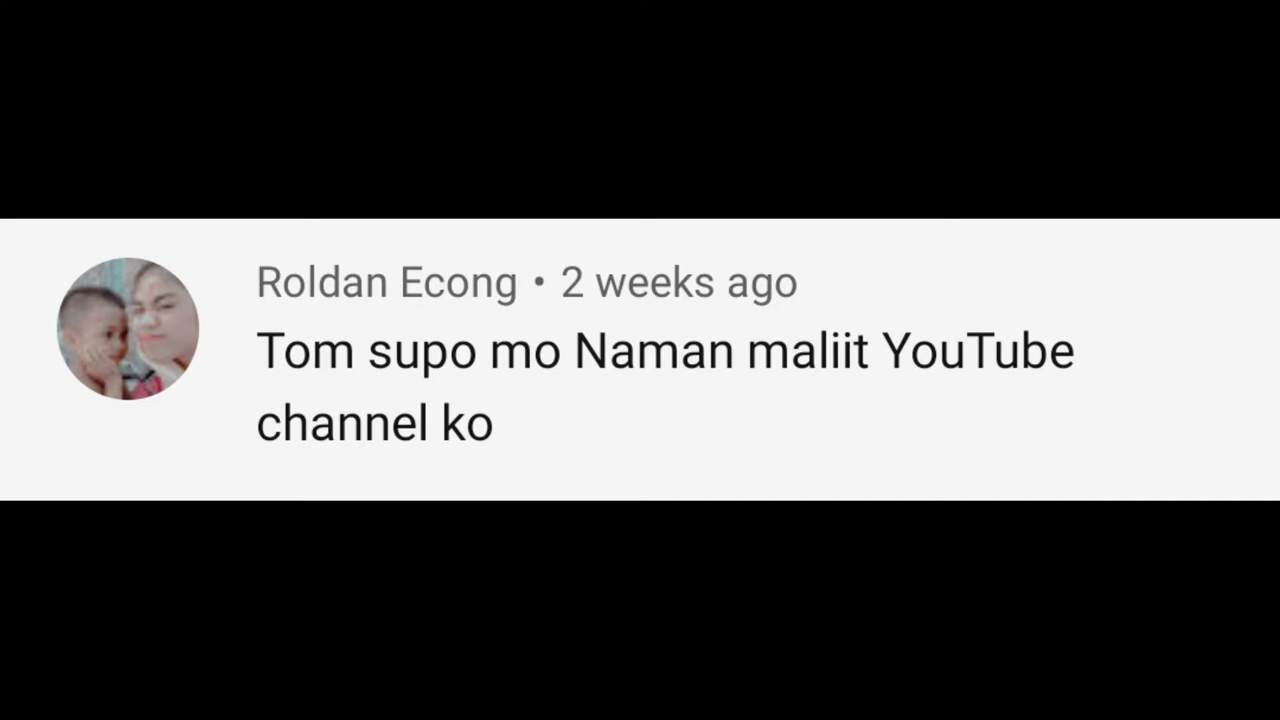 Roldan Econg • 2 weeks ago
Tom supo mo Naman maliit YouTube
channel ko